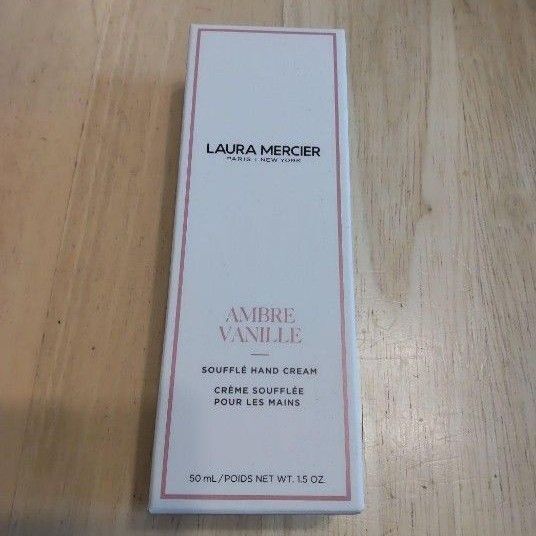 LAURA MERCIER
PARIS | NEW YORK
AMBRE
VANILLE
SOUFFLÉ HAND CREAM
CRÈME SOUFFLÉE
POUR LES MAINS
50 mL/POIDS NET WT. 1.5 OZ.